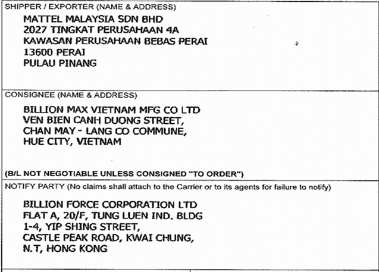 SHIPPER / EXPORTER (NAME & ADDRESS)
MATTEL MALAYSIA SDN BHD
2027 TINGKAT PERUSAHAAN 4A
KAWASAN PERUSAHAAN BEBAS PERAI
13600 PERAI
PULAU PINANG
CONSIGNEE (NAME & ADDRESS)
BILLION MAX VIETNAM MFG CO LTD
VEN BIEN CANH DUONG STREET,
CHAN MAY - LANG CO COMMUNE,
HUE CITY, VIETNAM
(B/L NOT NEGOTIABLE UNLESS CONSIGNED "TO ORDER")
NOTIFY PARTY (No claims shall attach to the Carrier or to its agents for failure to notify)
BILLION FORCE CORPORATION LTD
FLAT A, 20/F, TUNG LUEN IND. BLDG
1-4, YIP SHING STREET,
CASTLE PEAK ROAD, KWAI CHUNG,
N.T, HONG KONG